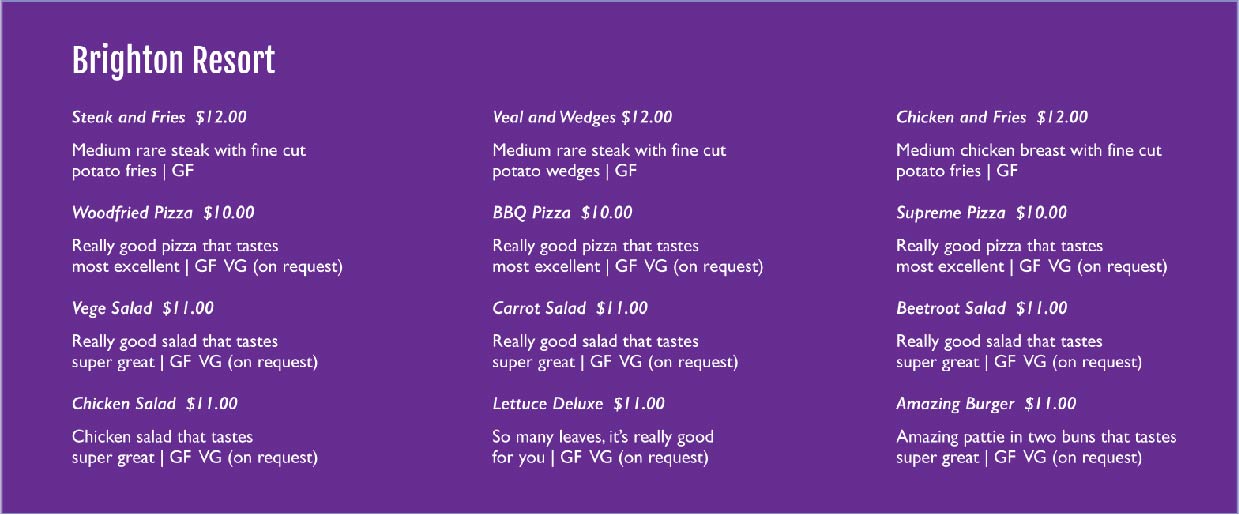 Brighton Resort
Steak and Fries $12.00
Medium rare steak with fine cut
potato fries | GF
Woodfried Pizza $10.00
Really good pizza that tastes
most excellent | GF VG (on request)
Vege Salad $11.00
Really good salad that tastes
super great | GF VG (on request)
Chicken Salad $11.00
Chicken salad that tastes
super great | GF VG (on request)
Veal and Wedges $12.00
Medium rare steak with fine cut
potato wedges | GF
BBQ Pizza $10.00
Really good pizza that tastes
most excellent | GF VG (on request)
Carrot Salad $11.00
Really good salad that tastes
super great | GF VG (on request)
Lettuce Deluxe $11.00
So many leaves, it's really good
for you | GF VG (on request)
Chicken and Fries $12.00
Medium chicken breast with fine cut
potato fries | GF
Supreme Pizza $10.00
Really good pizza that tastes
most excellent | GF VG (on request)
Beetroot Salad $11.00
Really good salad that tastes
super great | GF VG (on request)
Amazing Burger $11.00
Amazing pattie in two buns that tastes
super great | GF VG (on request)